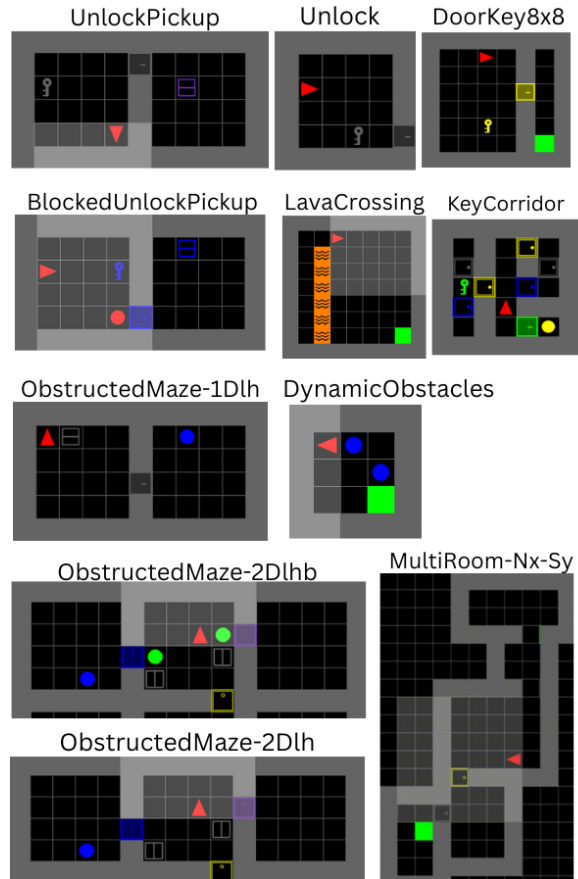 UnlockPickup
Unlock
DoorKey8x8
BlockedUnlockPickup
LavaCrossing
KeyCorridor
ObstructedMaze-1Dlh
DynamicObstacles
ObstructedMaze-2Dlhb
MultiRoom-Nx-Sy
ObstructedMaze-2Dlh